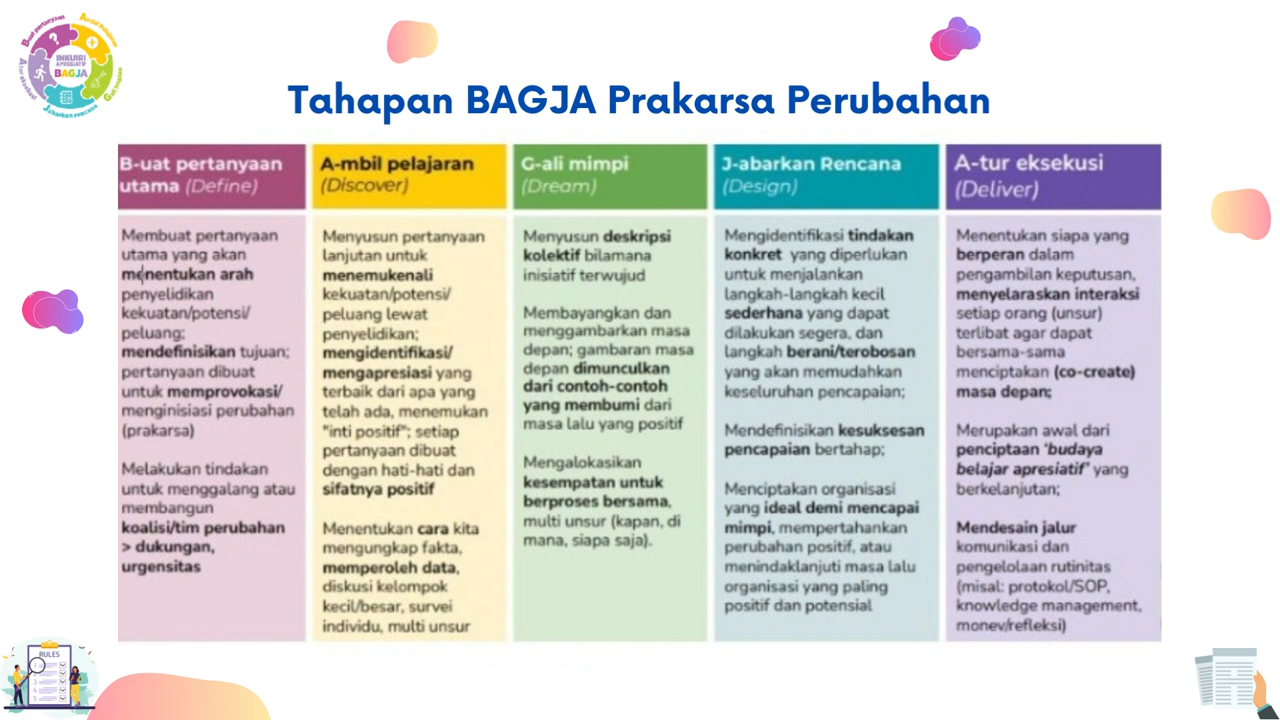 Buat pertanyaan
Ambil pelajaran
Gali mimpi
Jabarkan rencana
Atur eksekusi
INKUIRI
APRESIATIF
BAGJA
Tahapan BAGJA Prakarsa Perubahan
B-uat pertanyaan
utama (Define)
Membuat pertanyaan
utama yang akan
menentukan arah
penyelidikan
kekuatan/potensi/
peluang;
mendefinisikan tujuan;
pertanyaan dibuat
untuk memprovokasi/
menginisiasi perubahan
(prakarsa)
Melakukan tindakan
untuk menggalang atau
membangun
koalisi/tim perubahan
> dukungan,
urgensitas
A-mbil pelajaran
(Discover)
Menyusun pertanyaan
lanjutan untuk
menemukenali
kekuatan/potensi/
peluang lewat
penyelidikan;
mengidentifikasi/
mengapresiasi yang
terbaik dari apa yang
telah ada, menemukan
"inti positif"; setiap
pertanyaan dibuat
dengan hati-hati dan
sifatnya positif
Menentukan cara kita
mengungkap fakta,
memperoleh data,
diskusi kelompok
kecil/besar, survei
individu, multi unsur
G-ali mimpi
(Dream)
Menyusun deskripsi
kolektif bilamana
inisiatif terwujud
Membayangkan dan
menggambarkan masa
depan; gambaran masa
depan dimunculkan
dari contoh-contoh
yang membumi dari
masa lalu yang positif
Mengalokasikan
kesempatan untuk
berproses bersama,
multi unsur (kapan, di
mana, siapa saja).
J-abarkan Rencana
(Design)
Mengidentifikasi tindakan
konkret yang diperlukan
untuk menjalankan
langkah-langkah kecil
sederhana yang dapat
dilakukan segera, dan
langkah berani/terobosan
yang akan memudahkan
keseluruhan pencapaian;
Mendefinisikan kesuksesan
pencapaian bertahap;
Menciptakan organisasi
yang ideal demi mencapai
mimpi, mempertahankan
perubahan positif, atau
menindaklanjuti masa lalu
organisasi yang paling
positif dan potensial
A-tur eksekusi
(Deliver)
Menentukan siapa yang
berperan dalam
pengambilan keputusan,
menyelaraskan interaksi
setiap orang (unsur)
terlibat agar dapat
bersama-sama
menciptakan (co-create)
masa depan;
Merupakan awal dari
penciptaan 'budaya
belajar apresiatif' yang
berkelanjutan;
Mendesain jalur
komunikasi dan
pengelolaan rutinitas
(misal: protokol/SOP,
knowledge management,
monev/refleksi)
RULES